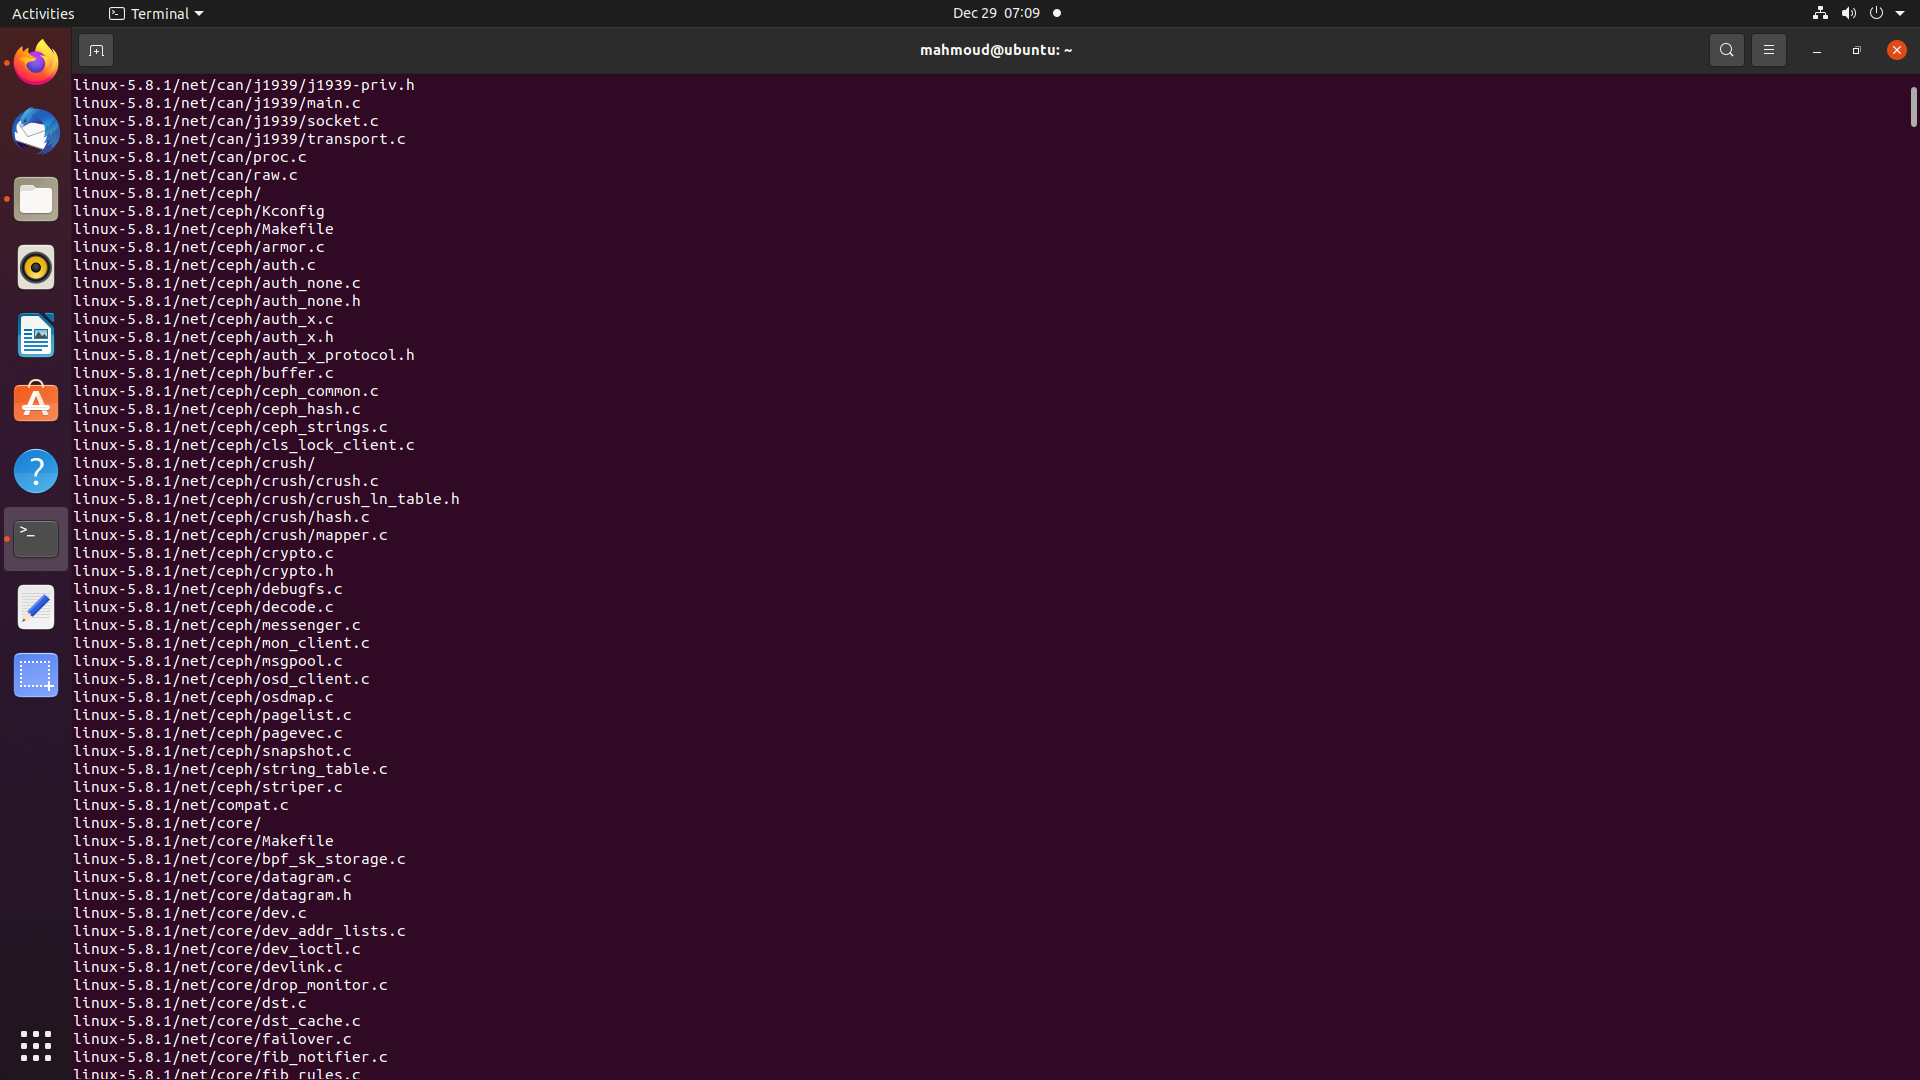 Activities
Terminal
Dec 29 07:09
mahmoud@ubuntu: ~
linux-5.8.1/net/can/j1939/j1939-priv.h
linux-5.8.1/net/can/j1939/main.c
linux-5.8.1/net/can/j1939/socket.c
linux-5.8.1/net/can/j1939/transport.c
linux-5.8.1/net/can/proc.c
linux-5.8.1/net/can/raw.c
linux-5.8.1/net/ceph/
linux-5.8.1/net/ceph/Kconfig
linux-5.8.1/net/ceph/Makefile
linux-5.8.1/net/ceph/armor.c
linux-5.8.1/net/ceph/auth.c
linux-5.8.1/net/ceph/auth_none.c
linux-5.8.1/net/ceph/auth_none.h
linux-5.8.1/net/ceph/auth_x.c
linux-5.8.1/net/ceph/auth_x.h
linux-5.8.1/net/ceph/auth_x_protocol.h
linux-5.8.1/net/ceph/buffer.c
linux-5.8.1/net/ceph/ceph_common.c
linux-5.8.1/net/ceph/ceph_hash.c
linux-5.8.1/net/ceph/ceph_strings.c
linux-5.8.1/net/ceph/cls_lock_client.c
linux-5.8.1/net/ceph/crush/
linux-5.8.1/net/ceph/crush/crush.c
linux-5.8.1/net/ceph/crush/crush_ln_table.h
linux-5.8.1/net/ceph/crush/hash.c
linux-5.8.1/net/ceph/crush/mapper.c
linux-5.8.1/net/ceph/crypto.c
linux-5.8.1/net/ceph/crypto.h
linux-5.8.1/net/ceph/debugfs.c
linux-5.8.1/net/ceph/decode.c
linux-5.8.1/net/ceph/messenger.c
linux-5.8.1/net/ceph/mon_client.c
linux-5.8.1/net/ceph/msgpool.c
linux-5.8.1/net/ceph/osd_client.c
linux-5.8.1/net/ceph/osdmap.c
linux-5.8.1/net/ceph/pagelist.c
linux-5.8.1/net/ceph/pagevec.c
linux-5.8.1/net/ceph/snapshot.c
linux-5.8.1/net/ceph/string_table.c
linux-5.8.1/net/ceph/striper.c
linux-5.8.1/net/compat.c
linux-5.8.1/net/core/
linux-5.8.1/net/core/Makefile
linux-5.8.1/net/core/bpf_sk_storage.c
linux-5.8.1/net/core/datagram.c
linux-5.8.1/net/core/datagram.h
linux-5.8.1/net/core/dev.c
linux-5.8.1/net/core/dev_addr_lists.c
linux-5.8.1/net/core/dev_ioctl.c
linux-5.8.1/net/core/devlink.c
linux-5.8.1/net/core/drop_monitor.c
linux-5.8.1/net/core/dst.c
linux-5.8.1/net/core/dst_cache.c
linux-5.8.1/net/core/failover.c
linux-5.8.1/net/core/fib_notifier.c
linux-5.8.1/net/core/fib_rules.c